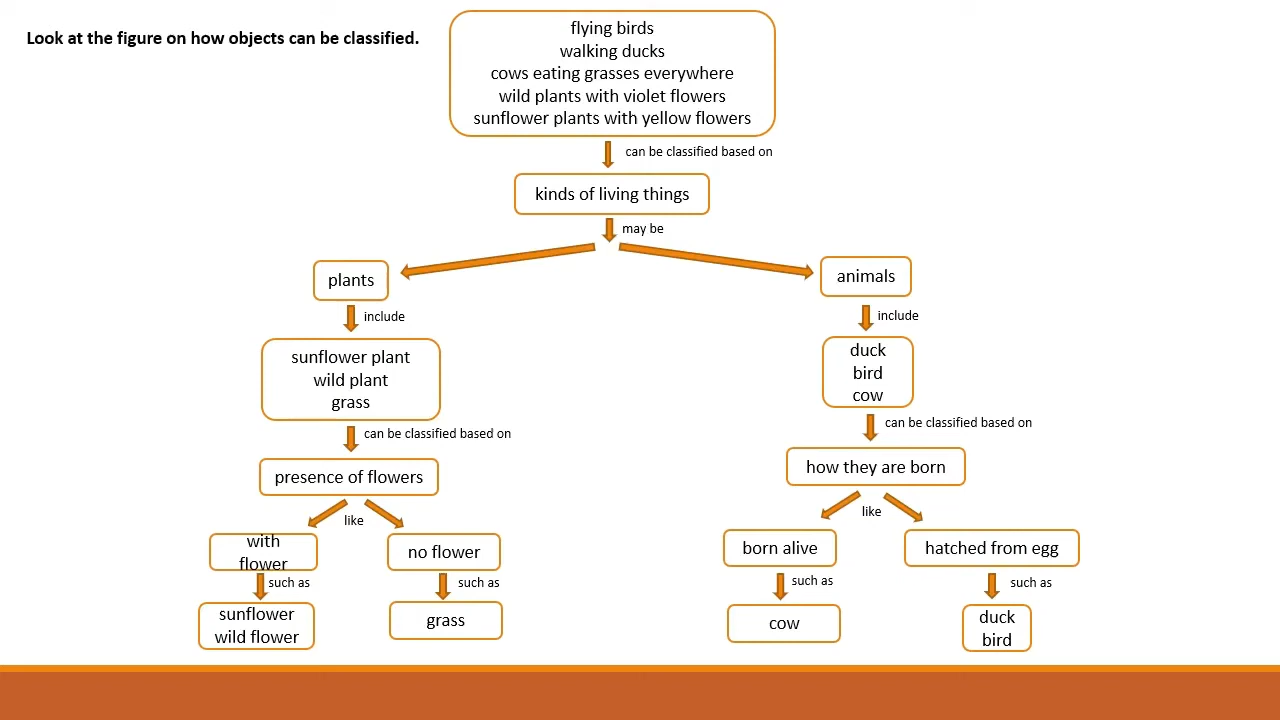 Look at the figure on how objects can be classified.
flying birds
walking ducks
cows eating grasses everywhere
wild plants with violet flowers
sunflower plants with yellow flowers
can be classified based on
kinds of living things
may be
plants
animals
include
include
sunflower plant
wild plant
grass
duck
bird
cow
can be classified based on
can be classified based on
presence of flowers
how they are born
like
like
with
flower
no flower
born alive
hatched from egg
such as
such as
such as
such as
sunflower
wild flower
grass
cow
duck
bird